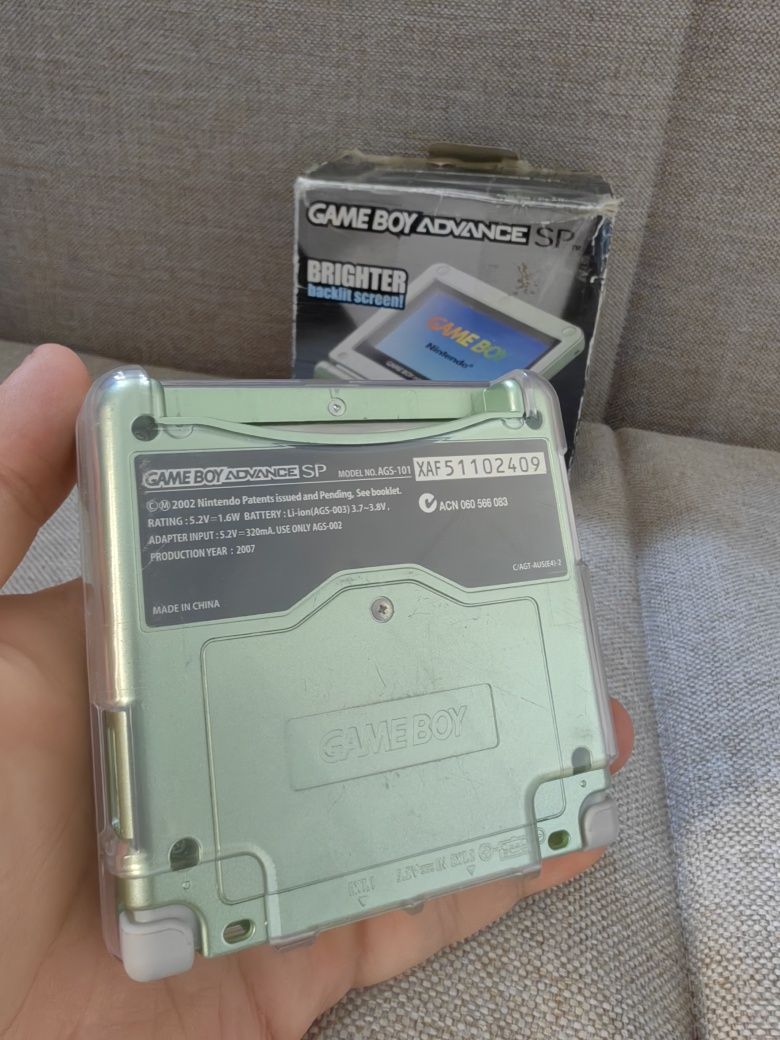 GAME BOY ADVANCE SP™
BRIGHTER
backlit screen!
GAME BOY
Nintendo®
GAME BOY ADVANCE SP MODEL NO. AGS-101 XAF51102409
©Ⓜ 2002 Nintendo Patents issued and Pending. See booklet.
RATING : 5.2V⎓1.6W BATTERY : Li-ion(AGS-003) 3.7~3.8V,
ADAPTER INPUT : 5.2V⎓320mA. USE ONLY AGS-002
PRODUCTION YEAR : 2007
ACN 060 566 083
C/AGT-AUS(E4)-2
MADE IN CHINA
GAME BOY